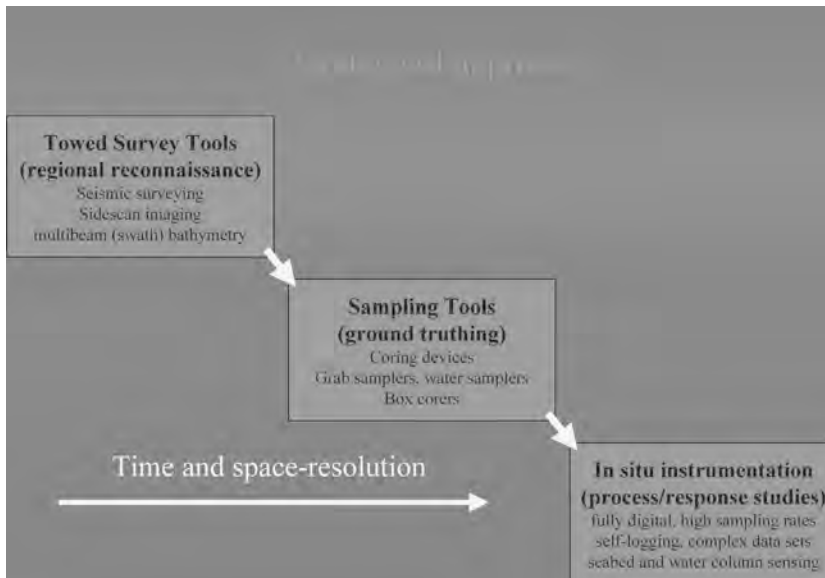 Towed Survey Tools
(regional reconnaissance)
Seismic surveying
Sidescan imaging
multibeam (swath) bathymetry
Sampling Tools
(ground truthing)
Coring devices
Grab samplers, water samplers
Box corers
Time and space-resolution
In situ instrumentation
(process/response studies)
fully digital, high sampling rates
self-logging, complex data sets
seabed and water column sensing